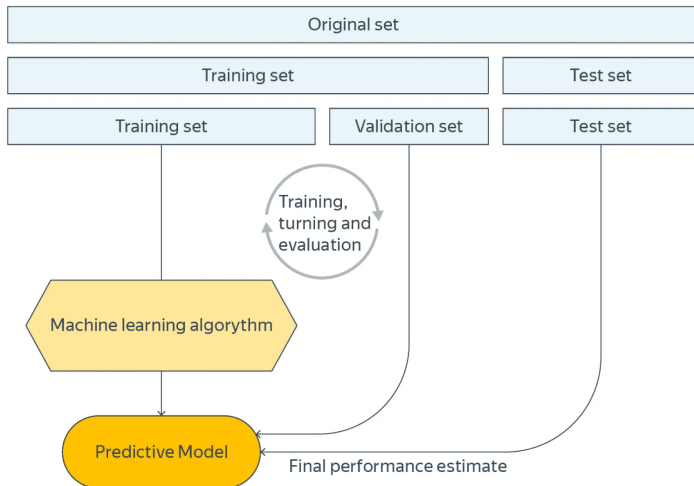 Original set
Training set
Test set
Training set
Validation set
Test set
Training,
turning and
evaluation
Machine learning algorythm
Predictive Model
Final performance estimate